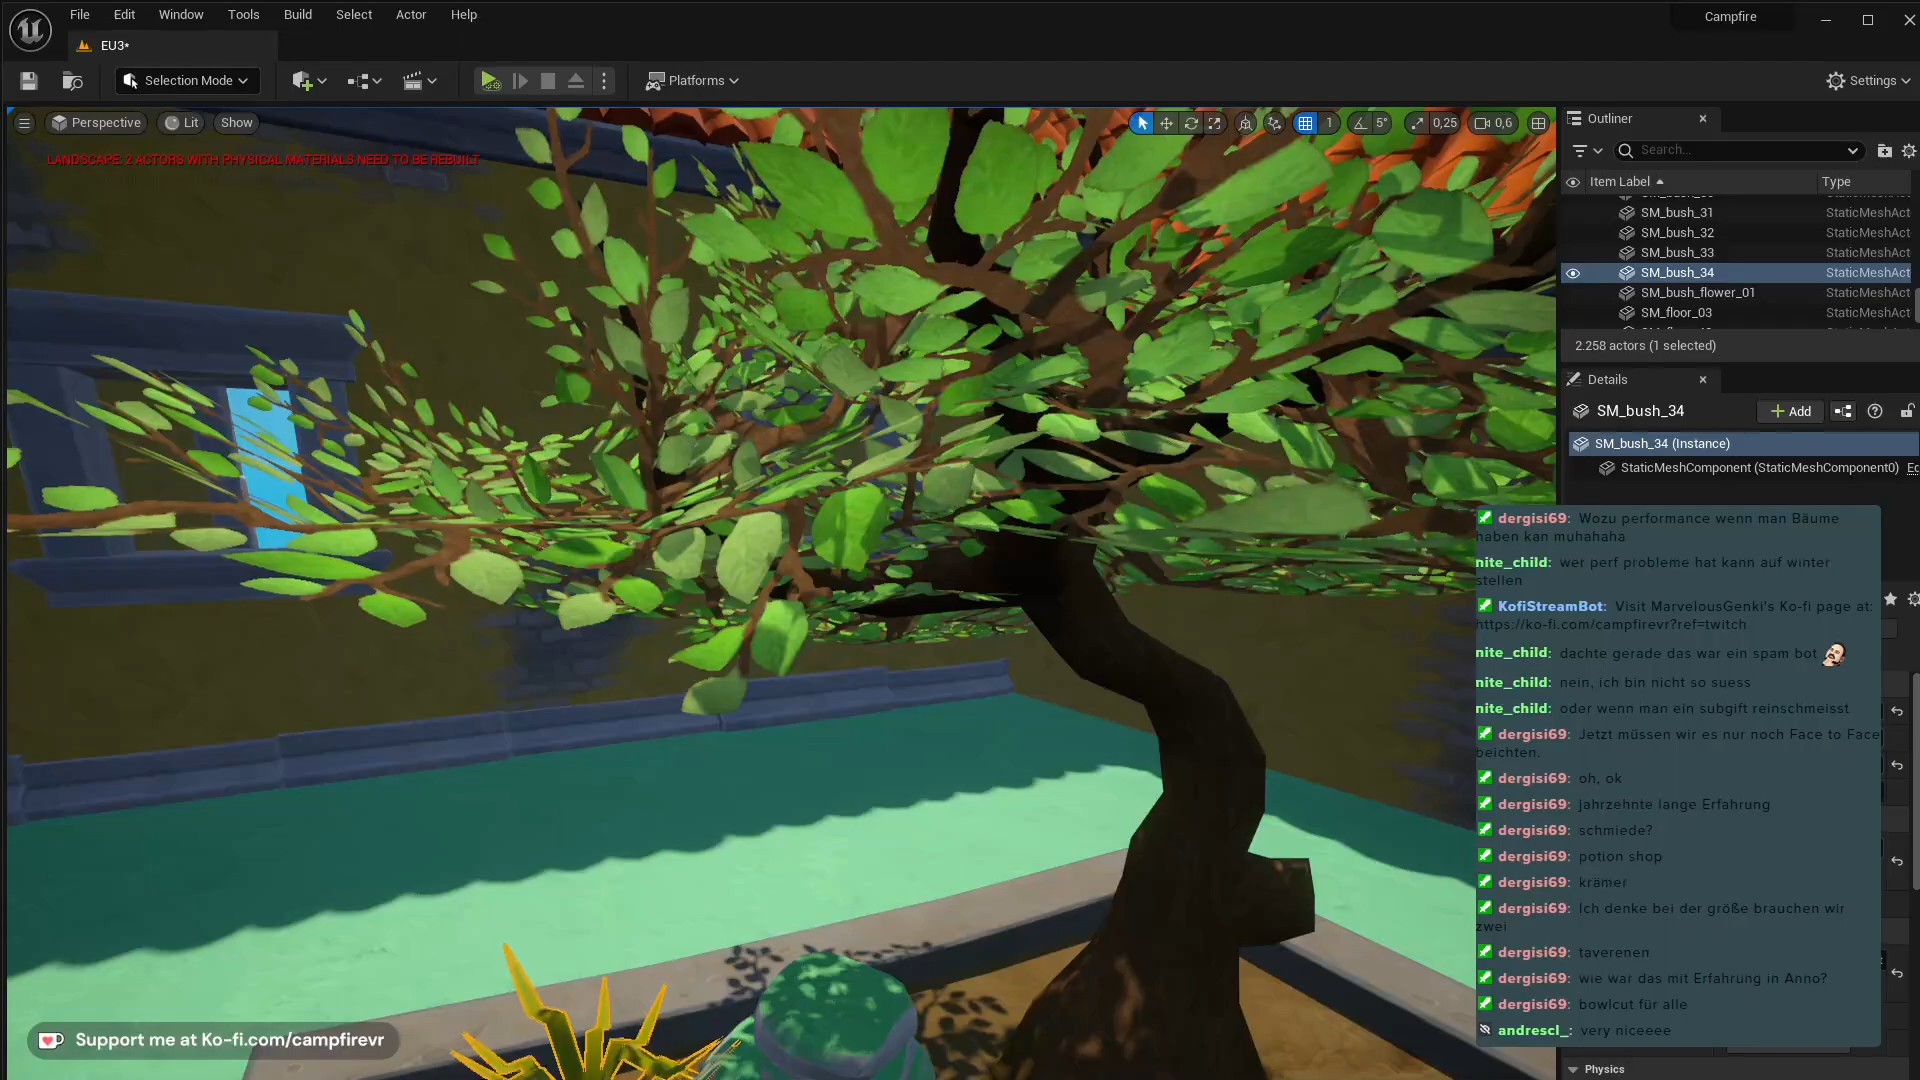 File Edit Window Tools Build Select Actor Help
Campfire
EU3*
Selection Mode
Platforms
Settings
Perspective Lit Show
1 5° 0,25 0,6
LANDSCAPE: 2 ACTORS WITH PHYSICAL MATERIALS NEED TO BE REBUILT
Outliner
Search...
Item Label Type
SM_bush_31 StaticMeshAct
SM_bush_32 StaticMeshAct
SM_bush_33 StaticMeshAct
SM_bush_34 StaticMeshAct
SM_bush_flower_01 StaticMeshAct
SM_floor_03 StaticMeshAct
2.258 actors (1 selected)
Details
SM_bush_34 Add
SM_bush_34 (Instance)
StaticMeshComponent (StaticMeshComponent0)
dergisi69: Wozu performance wenn man Bäume
haben kan muhahaha
nite_child: wer perf probleme hat kann auf winter
stellen
KofiStreamBot: Visit MarvelousGenki's Ko-fi page at:
https://ko-fi.com/campfirevr?ref=twitch
nite_child: dachte gerade das war ein spam bot
nite_child: nein, ich bin nicht so suess
nite_child: oder wenn man ein subgift reinschmeisst
dergisi69: Jetzt müssen wir es nur noch Face to Face
beichten.
dergisi69: oh, ok
dergisi69: jahrzehnte lange Erfahrung
dergisi69: schmiede?
dergisi69: potion shop
dergisi69: krämer
dergisi69: Ich denke bei der größe brauchen wir
zwei
dergisi69: taverenen
dergisi69: wie war das mit Erfahrung in Anno?
dergisi69: bowlcut für alle
andrescl_: very niceeee
Support me at Ko-fi.com/campfirevr
Physics